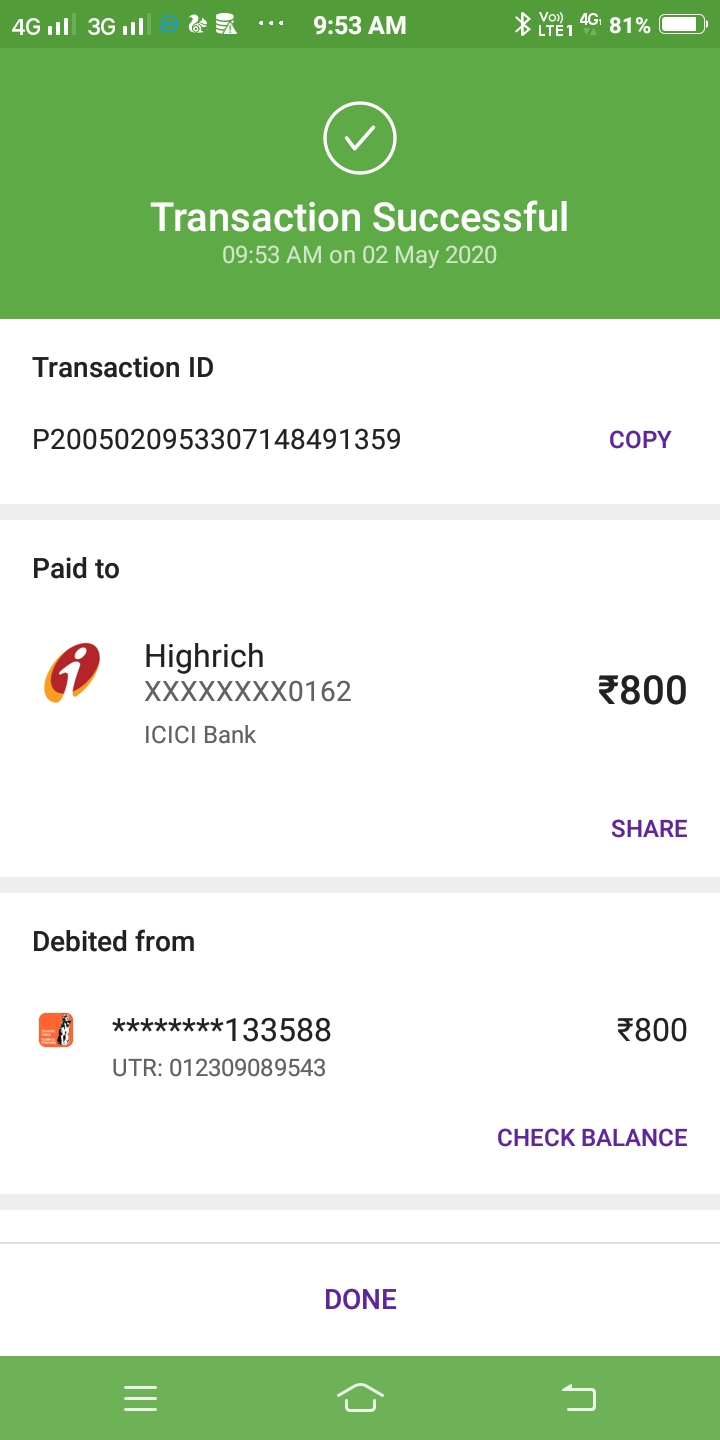 4G 3G ... 9:53 AM Vo)) LTE 1 4G 81%
Transaction Successful
09:53 AM on 02 May 2020
Transaction ID
P2005020953307148491359 COPY
Paid to
Highrich
XXXXXXXX0162
₹800
ICICI Bank
SHARE
Debited from
********133588 ₹800
UTR: 012309089543
CHECK BALANCE
DONE